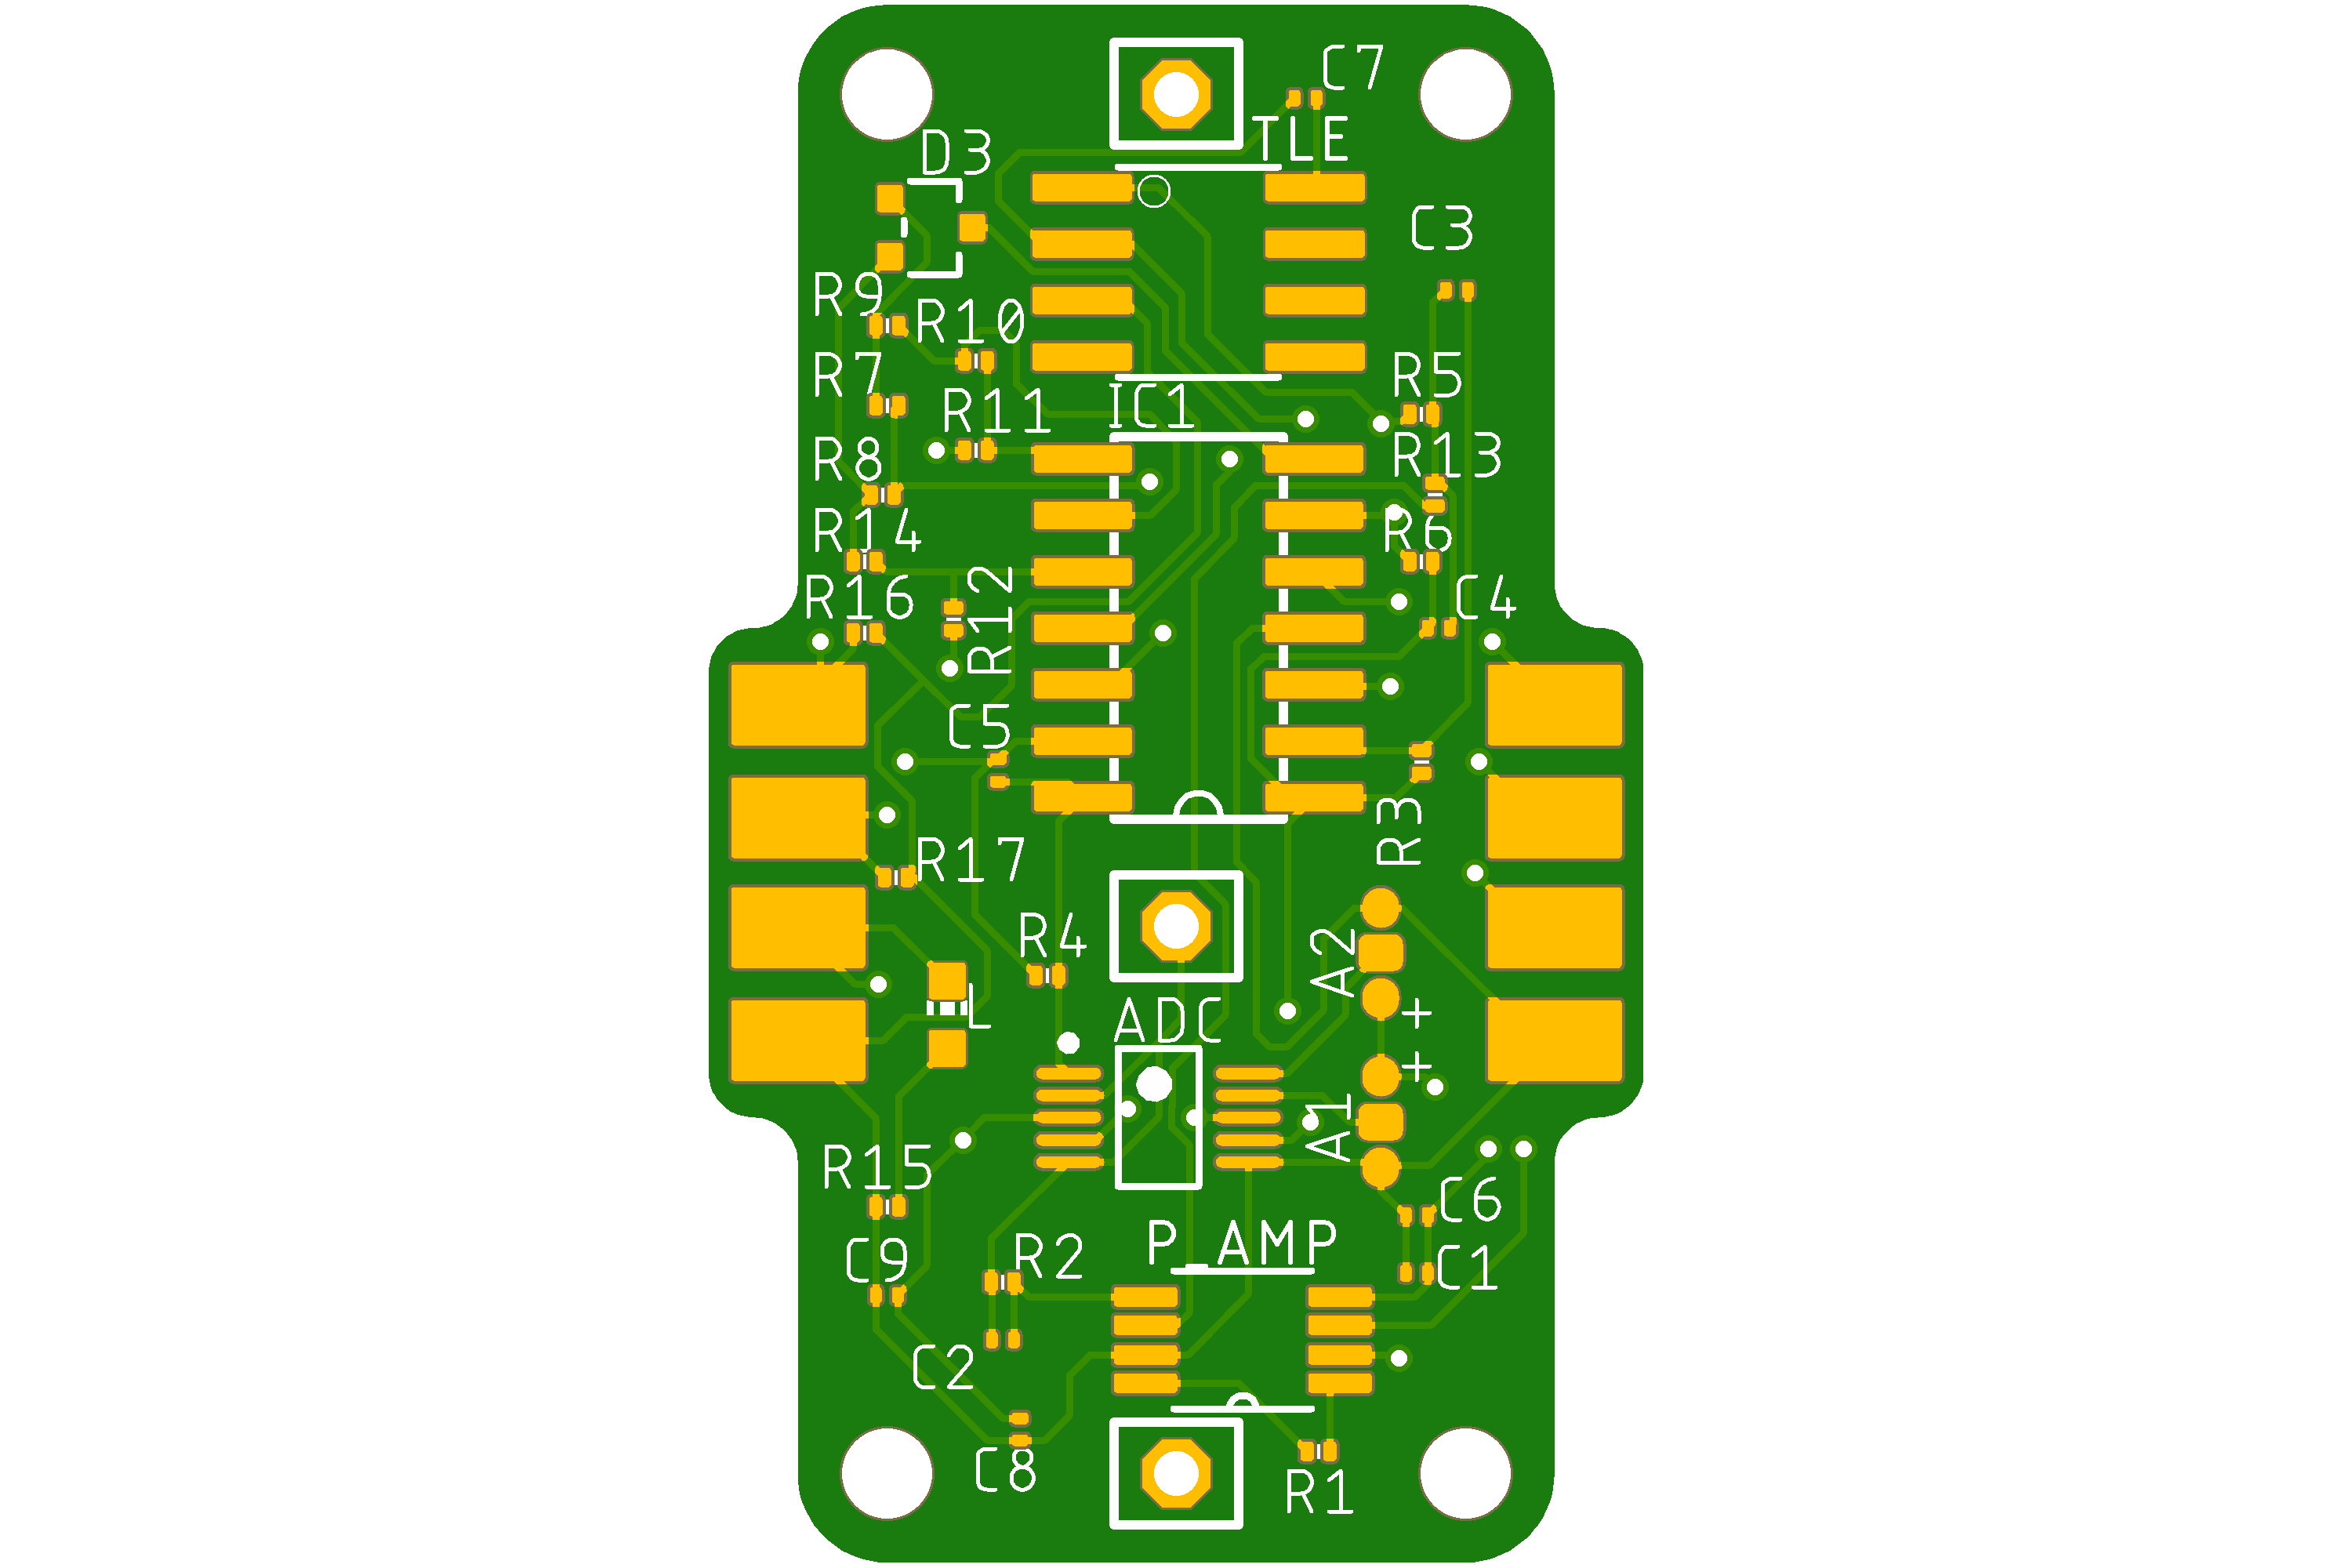 C7
TLE
D3
C3
R9
R10
R7
R5
IC1
R11
R13
R8
R14
R6
R16
R12
C4
C5
R3
R17
R4
A2
L
ADC
+
+
A1
R15
C6
P AMP
R2
C9
C1
C2
C8
R1